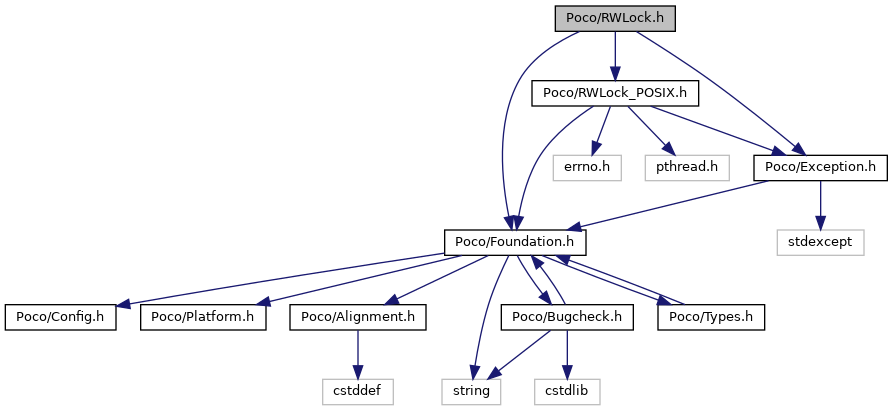 Poco/RWLock.h
Poco/RWLock_POSIX.h
errno.h
pthread.h
Poco/Exception.h
Poco/Foundation.h
stdexcept
Poco/Config.h
Poco/Platform.h
Poco/Alignment.h
Poco/Bugcheck.h
Poco/Types.h
cstddef
string
cstdlib